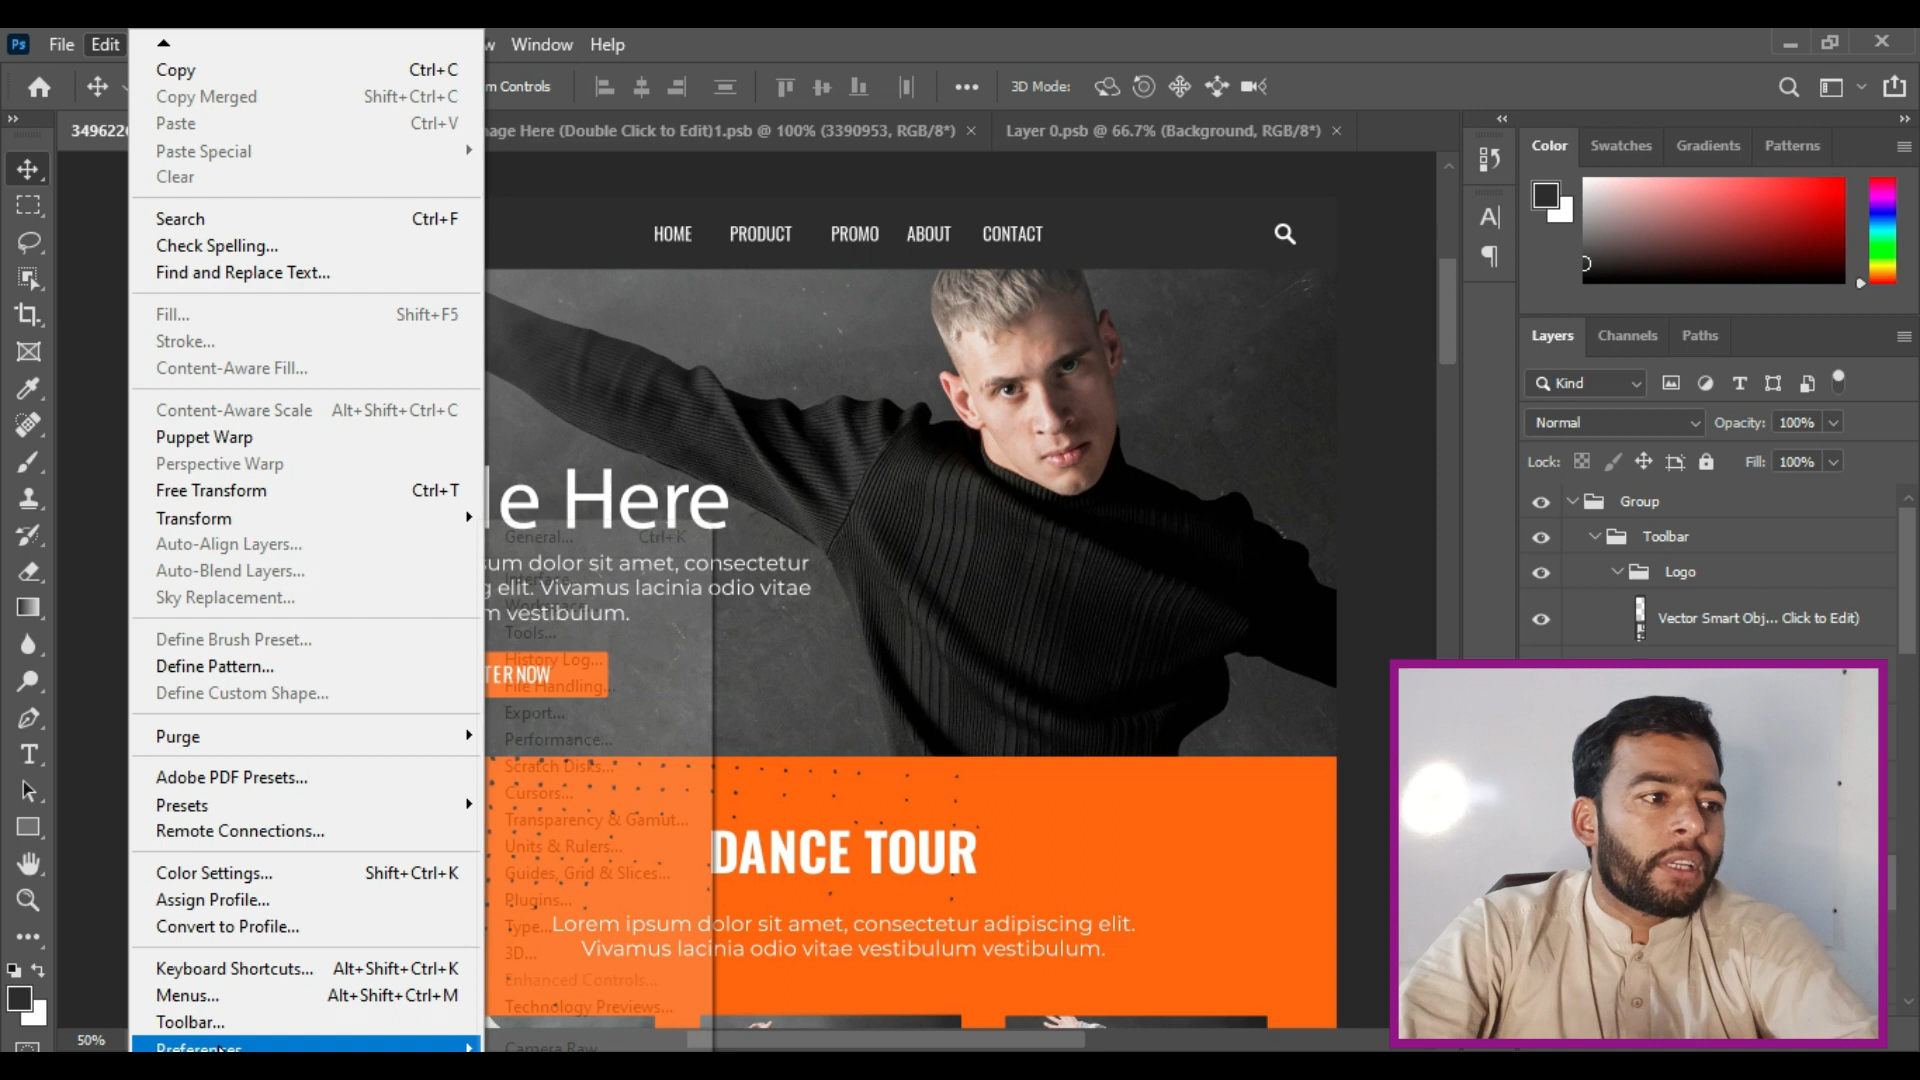 Ps File Edit Window Help
m Controls 3D Mode:
349622 age Here (Double Click to Edit)1.psb @ 100% (3390953, RGB/8*) × Layer 0.psb @ 66.7% (Background, RGB/8*) ×
Copy Ctrl+C
Copy Merged Shift+Ctrl+C
Paste Ctrl+V
Paste Special
Clear
Search Ctrl+F
Check Spelling...
Find and Replace Text...
Fill... Shift+F5
Stroke...
Content-Aware Fill...
Content-Aware Scale Alt+Shift+Ctrl+C
Puppet Warp
Perspective Warp
Free Transform Ctrl+T
Transform
Auto-Align Layers...
Auto-Blend Layers...
Sky Replacement...
Define Brush Preset...
Define Pattern...
Define Custom Shape...
Purge
Adobe PDF Presets...
Presets
Remote Connections...
Color Settings... Shift+Ctrl+K
Assign Profile...
Convert to Profile...
Keyboard Shortcuts... Alt+Shift+Ctrl+K
Menus... Alt+Shift+Ctrl+M
Toolbar...
Preferences
General... Ctrl+K
Interface...
Workspace...
Tools...
History Log...
File Handling...
Export...
Performance...
Scratch Disks...
Cursors...
Transparency & Gamut...
Units & Rulers...
Guides, Grid & Slices...
Plugins...
Type...
3D...
Enhanced Controls...
Technology Previews...
Camera Raw...
HOME PRODUCT PROMO ABOUT CONTACT
le Here
sum dolor sit amet, consectetur
g elit. Vivamus lacinia odio vitae
m vestibulum.
TER NOW
DANCE TOUR
Lorem ipsum dolor sit amet, consectetur adipiscing elit.
Vivamus lacinia odio vitae vestibulum vestibulum.
50%
Color Swatches Gradients Patterns
Layers Channels Paths
Kind
Normal Opacity: 100%
Lock: Fill: 100%
Group
Toolbar
Logo
Vector Smart Obj... Click to Edit)